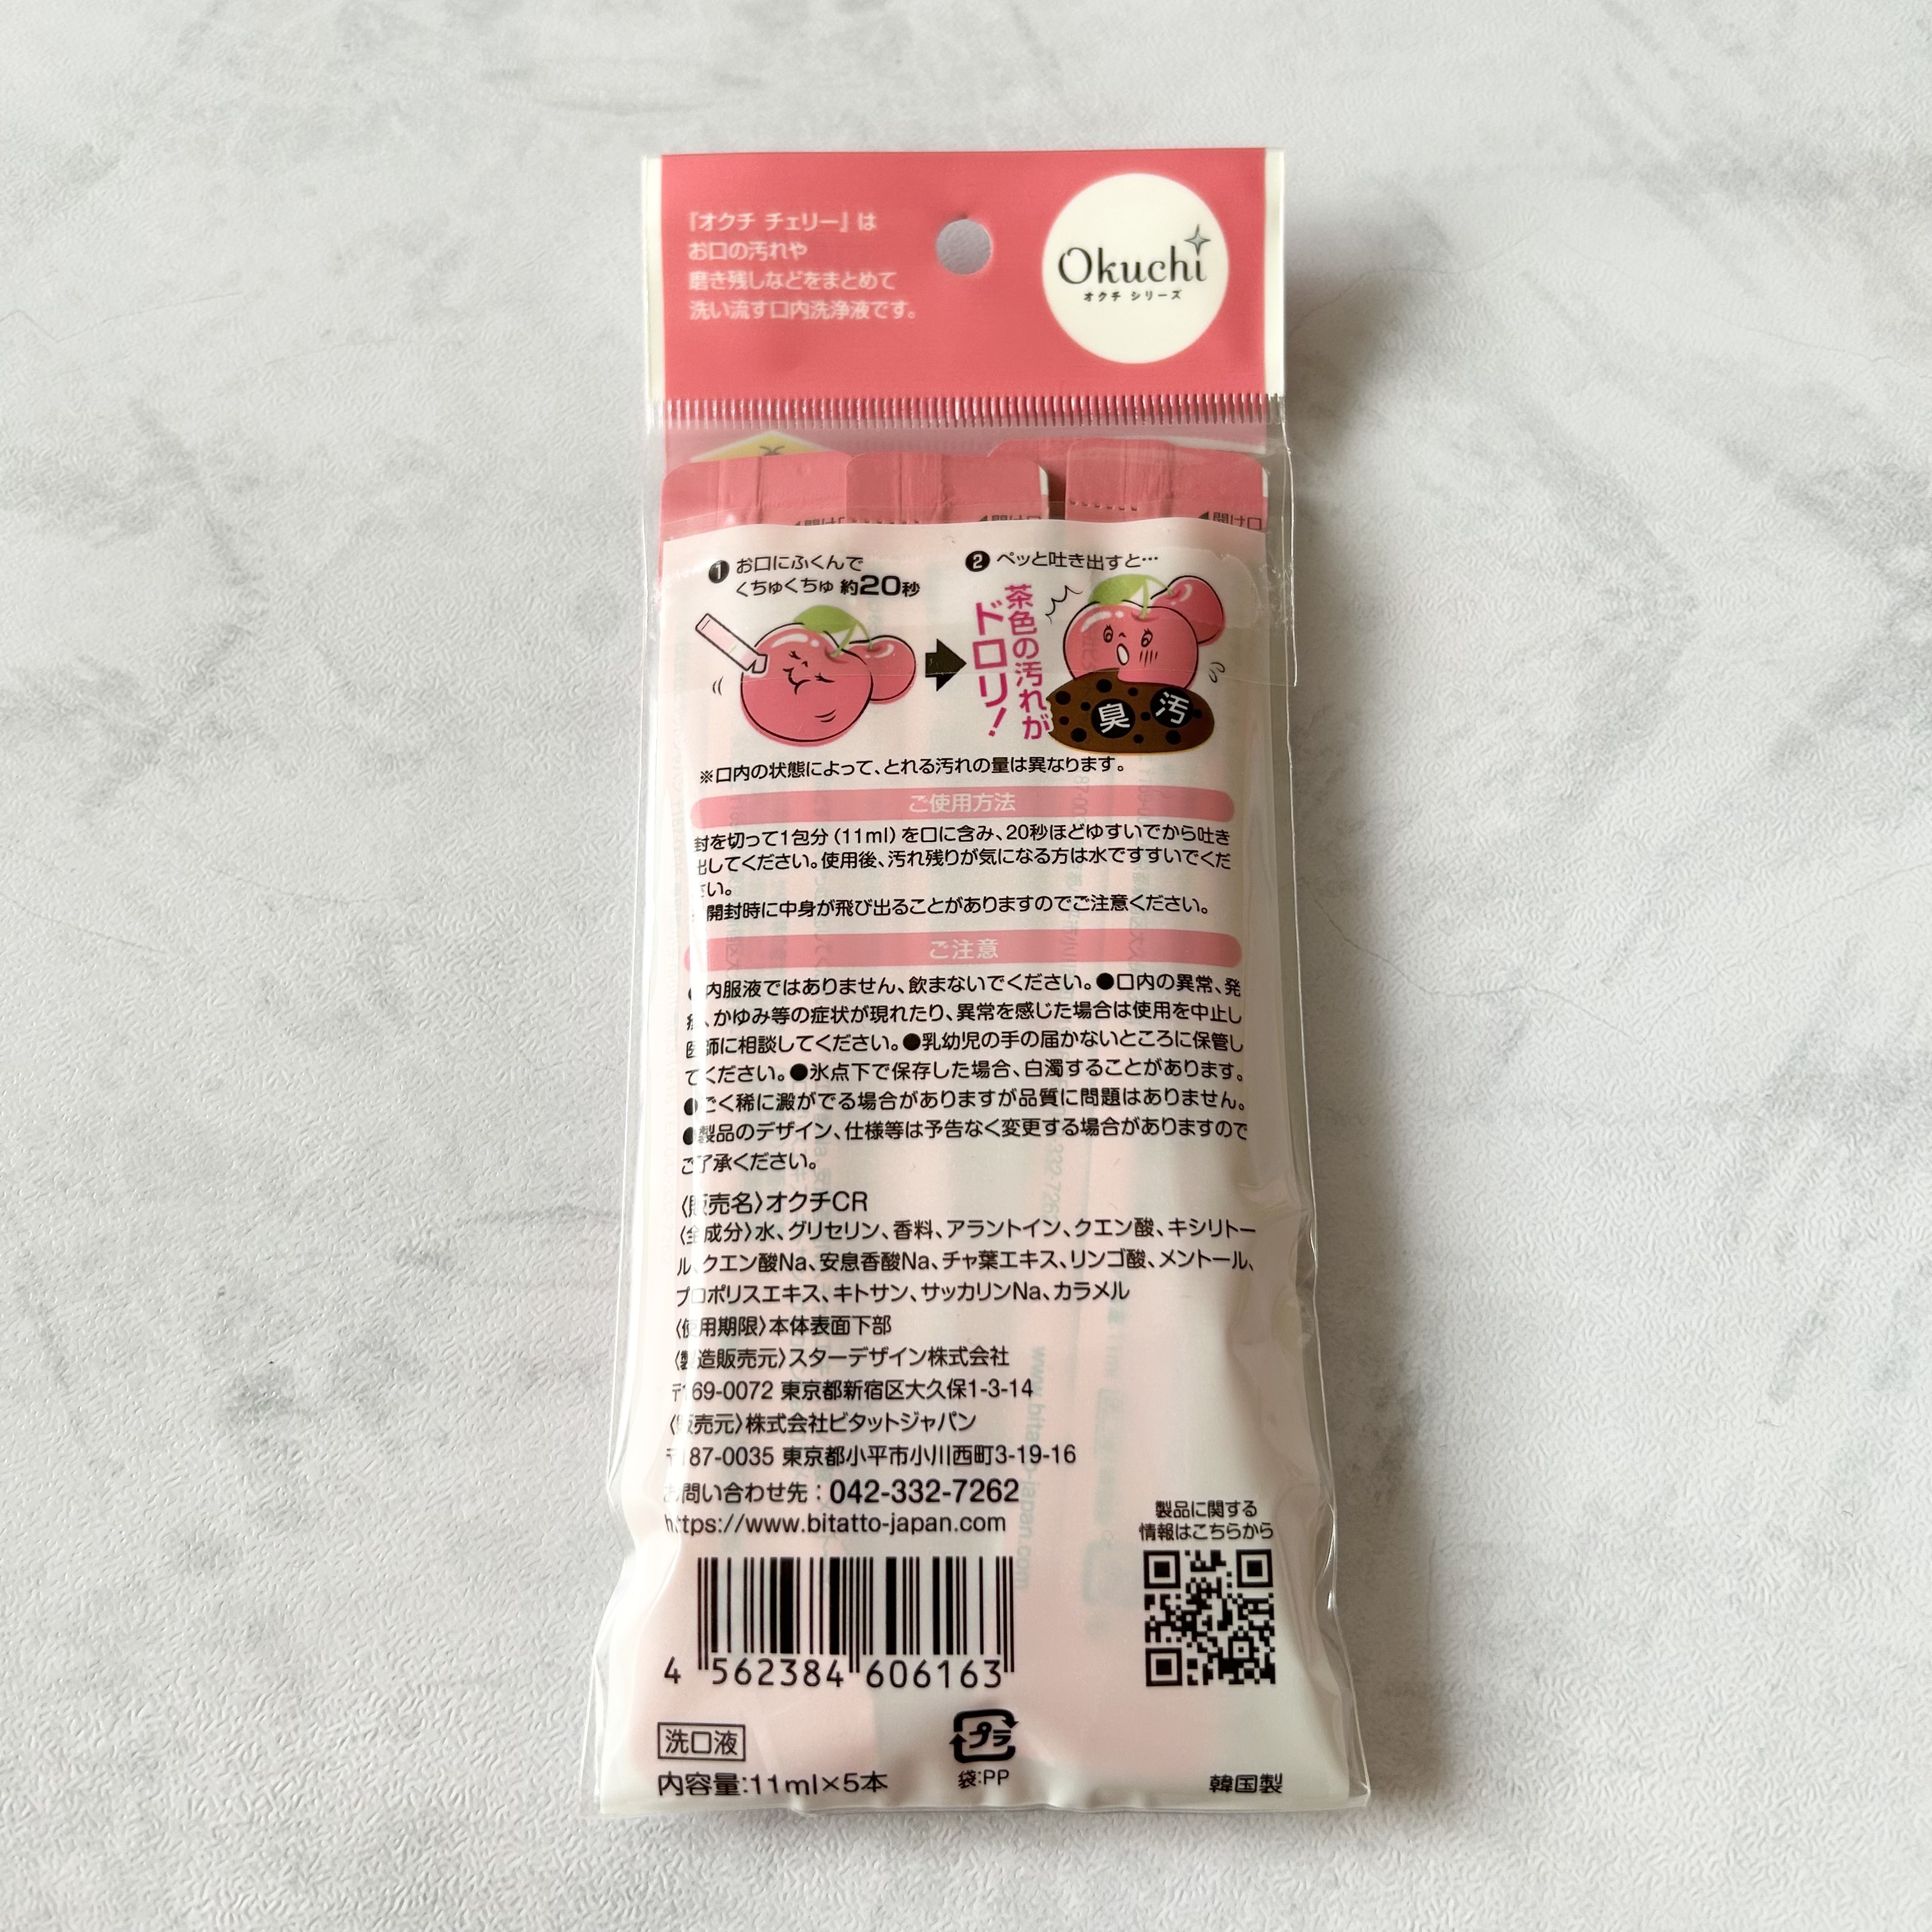 『オクチ チェリー』は
お口の汚れや
磨き残しなどをまとめて
洗い流す口内洗浄液です。
Okuchi
オクチ シリーズ
1 お口にふくんで
くちゅくちゅ 約20秒
2 ペッと吐き出すと…
茶色の汚れが
ドロリ!
臭 汚
※口内の状態によって、とれる汚れの量は異なります。
ご使用方法
封を切って1包分(11ml)を口に含み、20秒ほどゆすいでから吐き
出してください。使用後、汚れ残りが気になる方は水ですすいでくだ
さい。
開封時に中身が飛び出ることがありますのでご注意ください。
ご注意
●内服液ではありません、飲まないでください。●口内の異常、発
疹、かゆみ等の症状が現れたり、異常を感じた場合は使用を中止し
医師に相談してください。●乳幼児の手の届かないところに保管し
てください。●氷点下で保存した場合、白濁することがあります。
●ごく稀に澱がでる場合がありますが品質に問題はありません。
●製品のデザイン、仕様等は予告なく変更する場合がありますので
ご了承ください。
〈販売名〉オクチCR
〈全成分〉水、グリセリン、香料、アラントイン、クエン酸、キシリトー
ル、クエン酸Na、安息香酸Na、チャ葉エキス、リンゴ酸、メントール、
プロポリスエキス、キトサン、サッカリンNa、カラメル
〈使用期限〉本体表面下部
〈製造販売元〉スターデザイン株式会社
〒169-0072 東京都新宿区大久保1-3-14
〈販売元〉株式会社ビタットジャパン
〒187-0035 東京都小平市小川西町3-19-16
お問い合わせ先:042-332-7262
https://www.bitatto-japan.com
製品に関する
情報はこちらから
4 562384 606163
洗口液
プラ
袋:PP
内容量:11ml×5本
韓国製